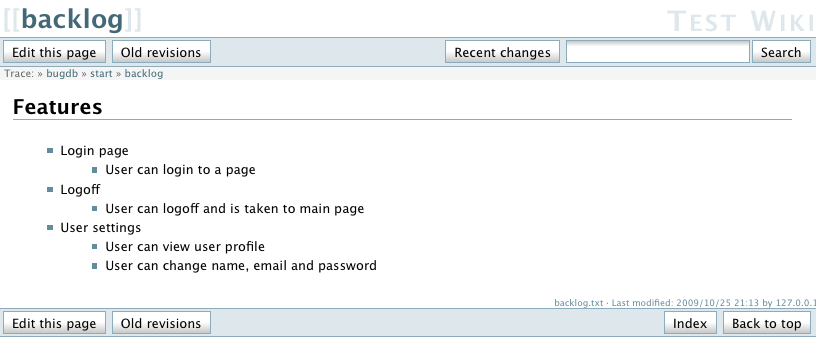 [[backlog]]
TEST WIKI
Edit this page Old revisions Recent changes Search
Trace: » bugdb » start » backlog
Features
Login page
User can login to a page
Logoff
User can logoff and is taken to main page
User settings
User can view user profile
User can change name, email and password
backlog.txt · Last modified: 2009/10/25 21:13 by 127.0.0.1
Edit this page Old revisions Index Back to top